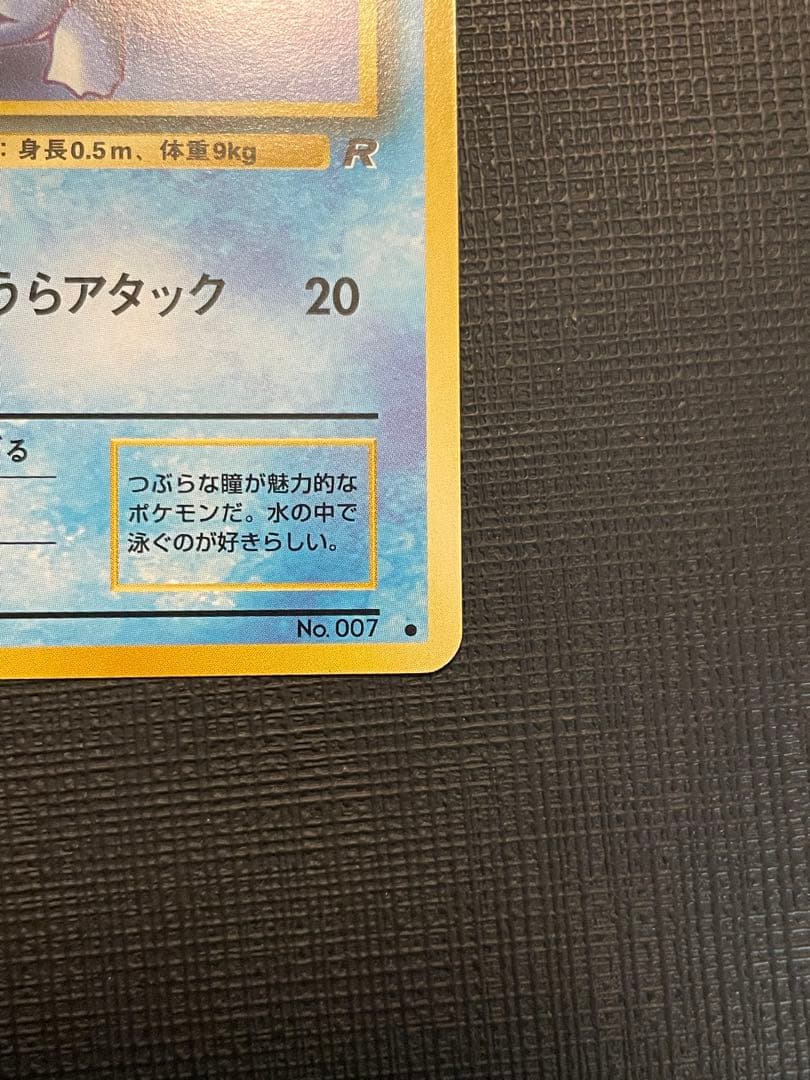 ：身長0.5m、体重9kg R
うらアタック 20
る
つぶらな瞳が魅力的な
ポケモンだ。水の中で
泳ぐのが好きらしい。
No. 007 ●